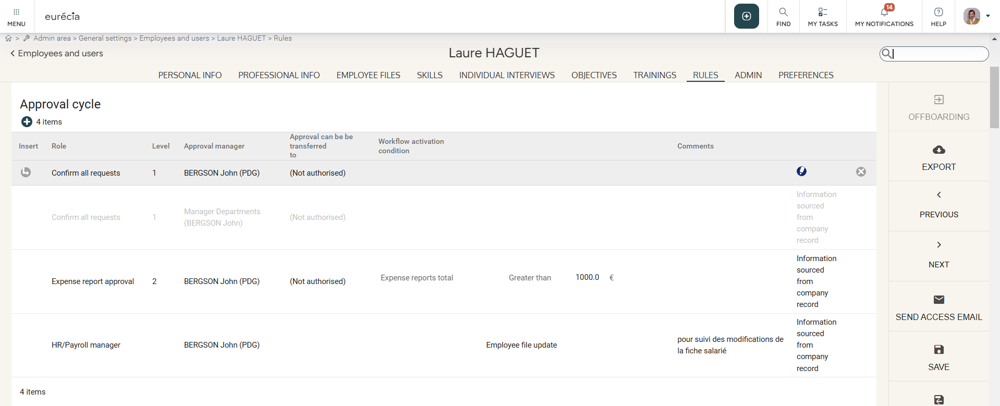 MENU
eurécia
FIND
MY TASKS
14
MY NOTIFICATIONS
HELP
> Admin area > General settings > Employees and users > Laure HAGUET > Rules
Employees and users
Laure HAGUET
PERSONAL INFO PROFESSIONAL INFO EMPLOYEE FILES SKILLS INDIVIDUAL INTERVIEWS OBJECTIVES TRAININGS RULES ADMIN PREFERENCES
Approval cycle
4 items
Insert Role Level Approval manager Approval can be be transferred to Workflow activation condition Comments
Confirm all requests 1 BERGSON John (PDG) (Not authorised)
Confirm all requests 1 Manager Departments (BERGSON John) (Not authorised) Information sourced from company record
Expense report approval 2 BERGSON John (PDG) (Not authorised) Expense reports total Greater than 1000.0 € Information sourced from company record
HR/Payroll manager BERGSON John (PDG) Employee file update pour suivi des modifications de la fiche salarié Information sourced from company record
4 items
OFFBOARDING
EXPORT
PREVIOUS
NEXT
SEND ACCESS EMAIL
SAVE